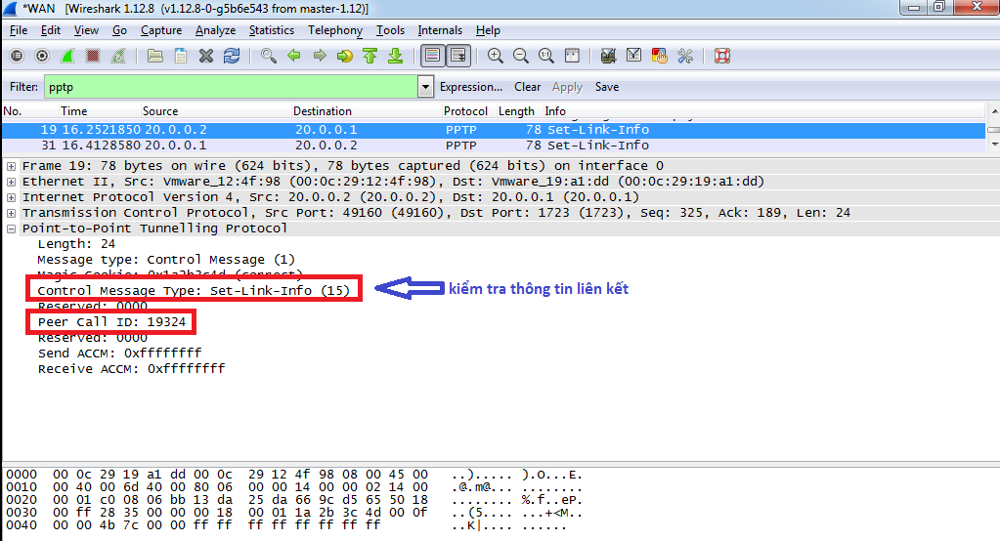 *WAN [Wireshark 1.12.8 (v1.12.8-0-g5b6e543 from master-1.12)]
File Edit View Go Capture Analyze Statistics Telephony Tools Internals Help
Filter: pptp Expression... Clear Apply Save
No. Time Source Destination Protocol Length Info
19 16.2521850 20.0.0.2 20.0.0.1 PPTP 78 Set-Link-Info
31 16.4128580 20.0.0.1 20.0.0.2 PPTP 78 Set-Link-Info
Frame 19: 78 bytes on wire (624 bits), 78 bytes captured (624 bits) on interface 0
Ethernet II, Src: Vmware_12:4f:98 (00:0c:29:12:4f:98), Dst: Vmware_19:a1:dd (00:0c:29:19:a1:dd)
Internet Protocol Version 4, Src: 20.0.0.2 (20.0.0.2), Dst: 20.0.0.1 (20.0.0.1)
Transmission Control Protocol, Src Port: 49160 (49160), Dst Port: 1723 (1723), Seq: 325, Ack: 189, Len: 24
Point-to-Point Tunnelling Protocol
Length: 24
Message type: Control Message (1)
Magic Cookie: 0x1a2b3c4d (correct)
Control Message Type: Set-Link-Info (15)
kiểm tra thông tin liên kết
Reserved: 0000
Peer Call ID: 19324
Reserved: 0000
Send ACCM: 0xffffffff
Receive ACCM: 0xffffffff
0000 00 0c 29 19 a1 dd 00 0c 29 12 4f 98 08 00 45 00 ..)..... ).O...E.
0010 00 40 00 6d 40 00 80 06 00 00 14 00 00 02 14 00 .@.m@... ........
0020 00 01 c0 08 06 bb 13 da 25 da 66 9c d5 65 50 18 ........ %.f..eP.
0030 00 ff 28 35 00 00 00 18 00 01 1a 2b 3c 4d 00 0f ..(5.... ...+<M..
0040 00 00 4b 7c 00 00 ff ff ff ff ff ff ff ff ..K|.... ......